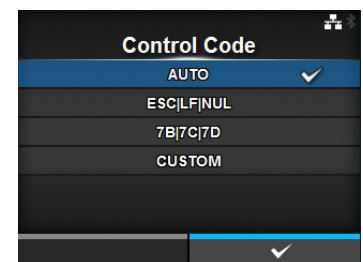 Control Code
AUTO
ESC|LF|NUL
7B|7C|7D
CUSTOM